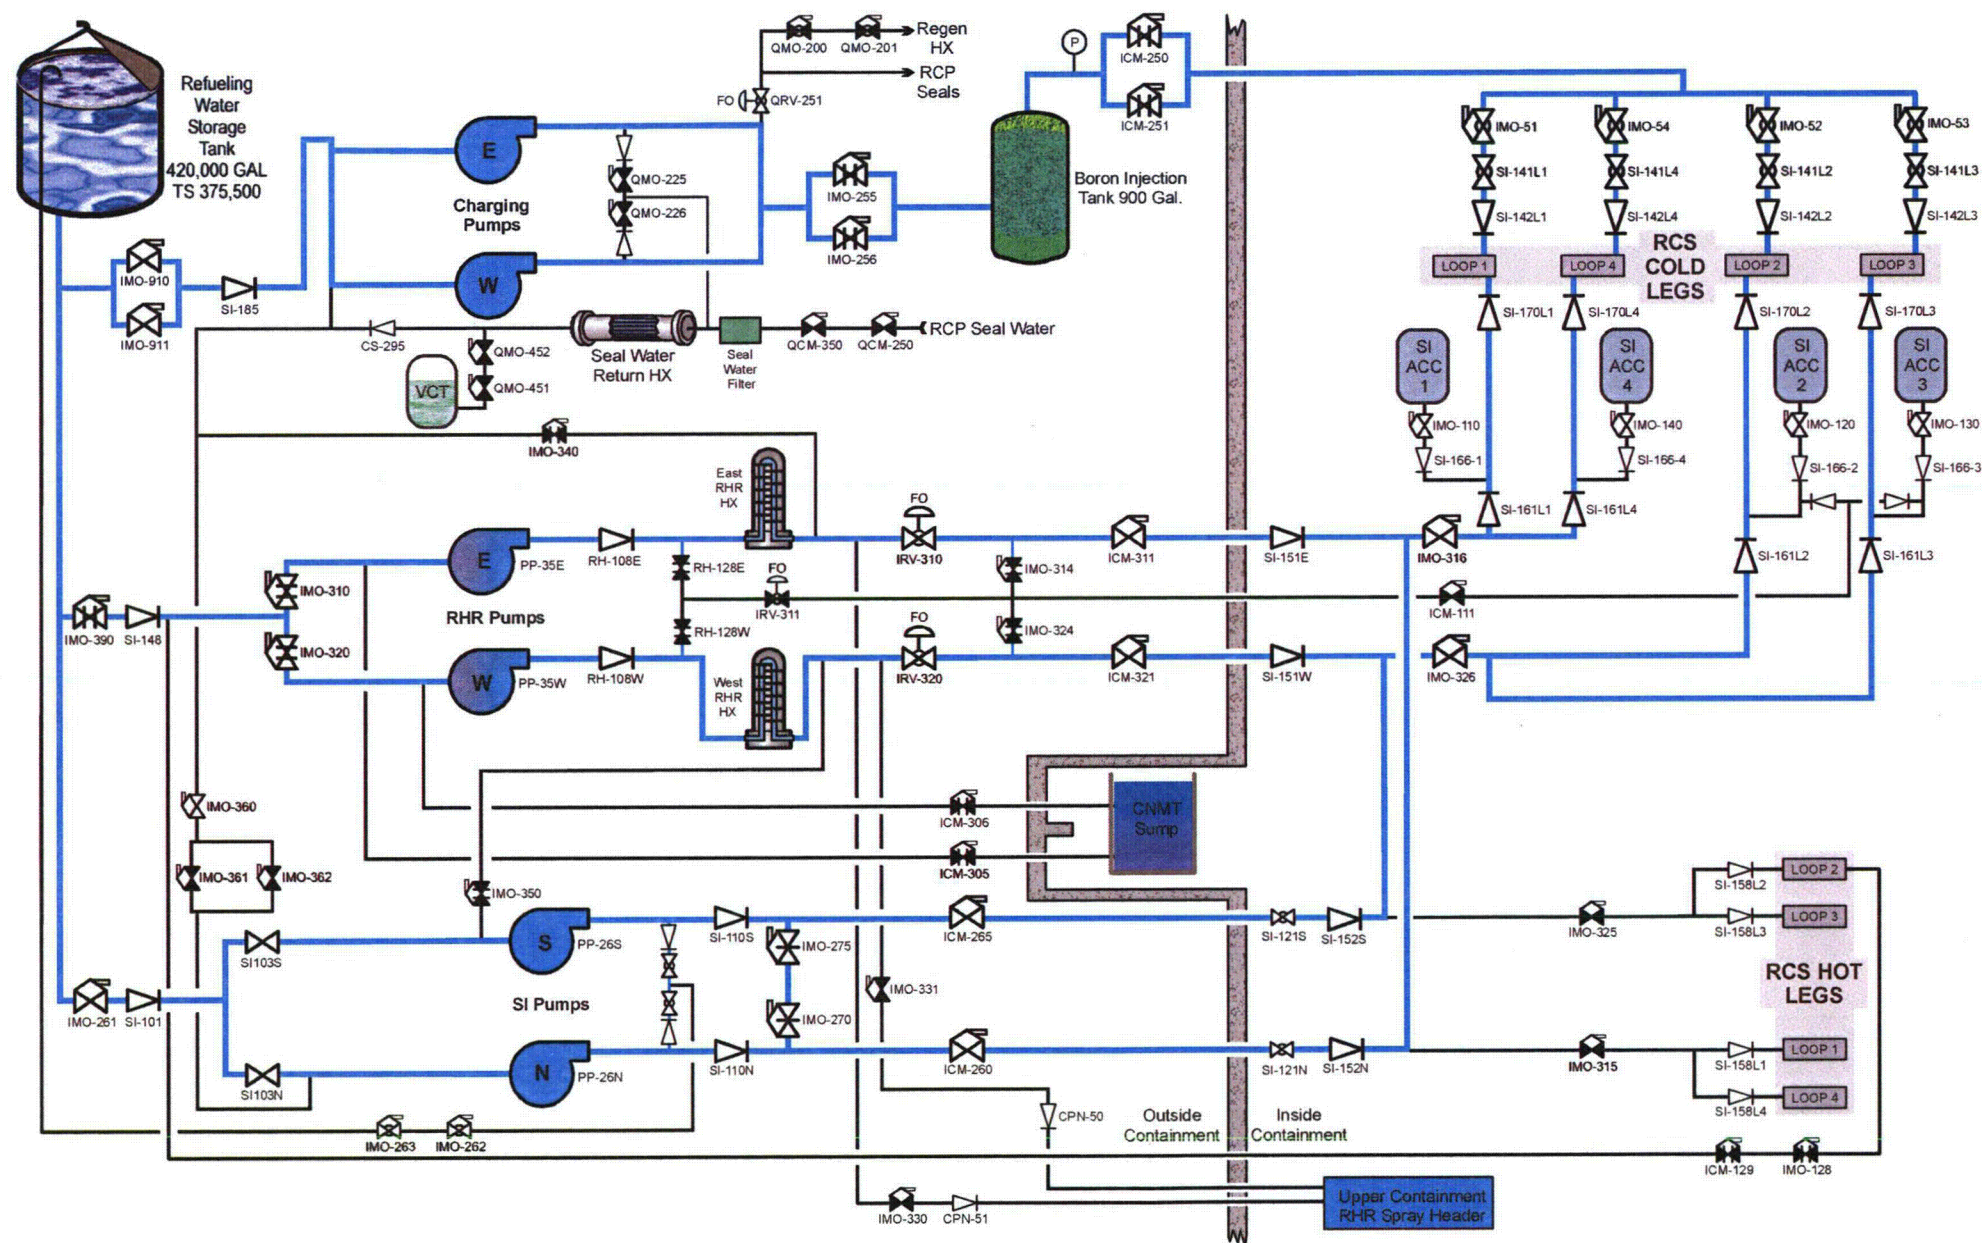 Refueling
Water
Storage
Tank
420,000 GAL
TS 375,500
QMO-200
QMO-201
Regen
HX
RCP
Seals
FO
QRV-251
P
ICM-250
ICM-251
E
Charging
Pumps
W
QMO-225
QMO-226
IMO-255
IMO-256
Boron Injection
Tank 900 Gal.
IMO-51
IMO-54
IMO-52
IMO-53
SI-141L1
SI-141L4
SI-141L2
SI-141L3
SI-142L1
SI-142L4
SI-142L2
SI-142L3
RCS
COLD
LEGS
LOOP 1
LOOP 4
LOOP 2
LOOP 3
IMO-910
IMO-911
SI-185
CS-295
QMO-452
QMO-451
VCT
Seal Water
Return HX
Seal
Water
Filter
QCM-350
QCM-250
RCP Seal Water
SI-170L1
SI-170L4
SI-170L2
SI-170L3
SI
ACC
1
SI
ACC
4
SI
ACC
2
SI
ACC
3
IMO-110
IMO-140
IMO-120
IMO-130
SI-166-1
SI-166-4
SI-166-2
SI-166-3
IMO-340
East
RHR
HX
SI-161L1
SI-161L4
SI-161L2
SI-161L3
E
PP-35E
RH-108E
RH-128E
FO
IRV-310
IMO-314
ICM-311
SI-151E
IMO-316
IMO-310
RHR Pumps
FO
IRV-311
ICM-111
IMO-390
SI-148
IMO-320
RH-128W
FO
IRV-320
IMO-324
W
PP-35W
RH-108W
West
RHR
HX
ICM-321
SI-151W
IMO-326
CNMT
Sump
ICM-306
ICM-305
IMO-360
IMO-361
IMO-362
IMO-350
SI103S
S
PP-26S
SI-110S
IMO-275
ICM-265
SI-121S
SI-152S
IMO-325
SI-158L2
SI-158L3
LOOP 2
LOOP 3
RCS HOT
LEGS
IMO-261
SI-101
SI Pumps
IMO-270
IMO-331
SI103N
N
PP-26N
SI-110N
ICM-260
SI-121N
SI-152N
IMO-315
SI-158L1
SI-158L4
LOOP 1
LOOP 4
IMO-263
IMO-262
CPN-50
Outside
Containment
Inside
Containment
ICM-129
IMO-128
IMO-330
CPN-51
Upper Containment
RHR Spray Header